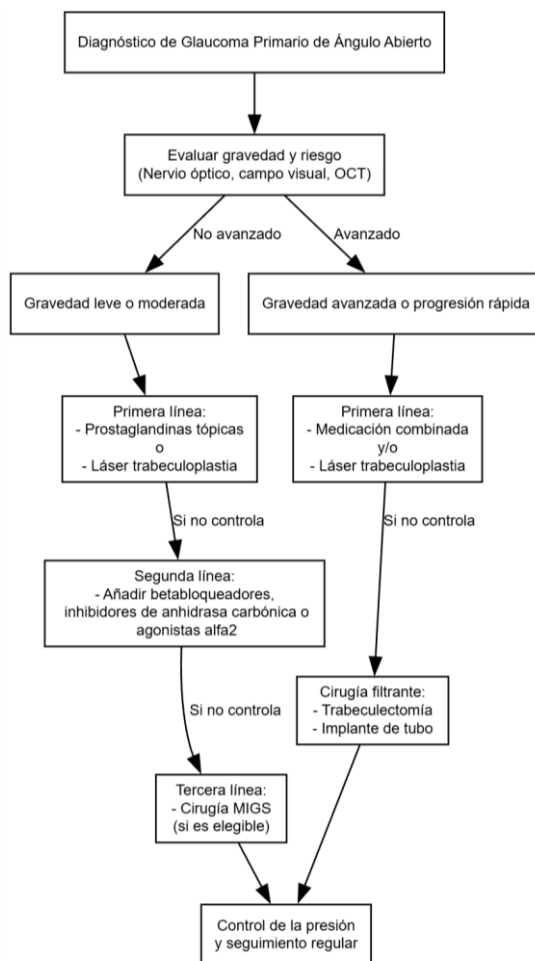 Diagnóstico de Glaucoma Primario de Ángulo Abierto
Evaluar gravedad y riesgo
(Nervio óptico, campo visual, OCT)
No avanzado
Avanzado
Gravedad leve o moderada
Gravedad avanzada o progresión rápida
Primera línea:
- Prostaglandinas tópicas
o
- Láser trabeculoplastia
Primera línea:
- Medicación combinada
y/o
- Láser trabeculoplastia
Si no controla
Si no controla
Segunda línea:
- Añadir betabloqueadores,
inhibidores de anhidrasa carbónica o
agonistas alfa2
Si no controla
Cirugía filtrante:
- Trabeculectomía
- Implante de tubo
Tercera línea:
- Cirugía MIGS
(si es elegible)
Control de la presión
y seguimiento regular